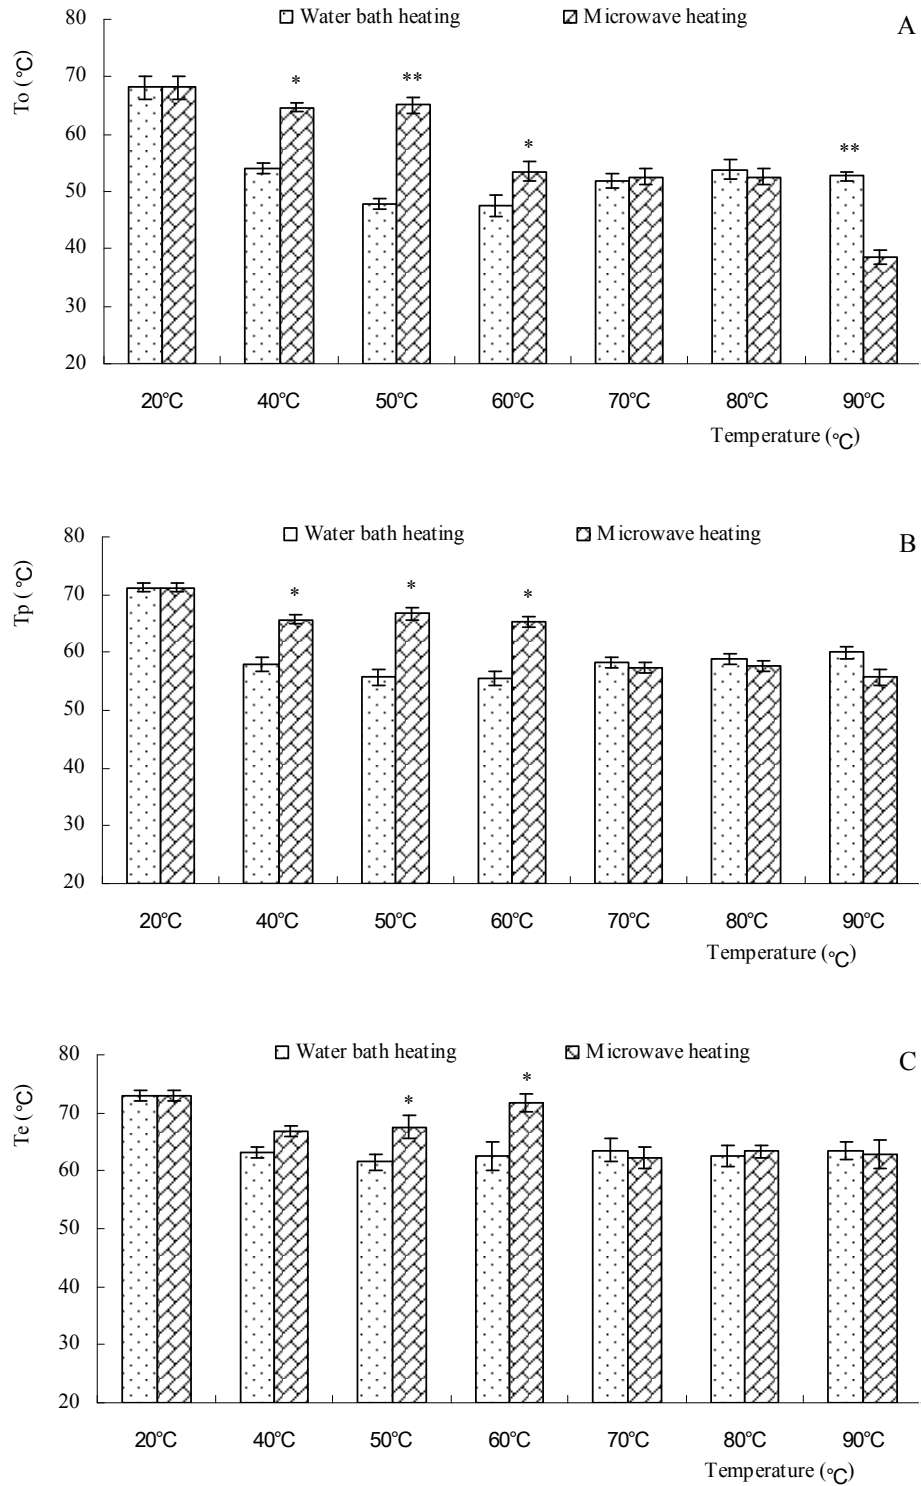 80 Water bath heating Microwave heating A
To (℃)
70
* **
60
* **
50
40
30
20
20℃ 40℃ 50℃ 60℃ 70℃ 80℃ 90℃
Temperature (℃)
80 Water bath heating Microwave heating B
Tp (℃)
70
* * *
60
50
40
30
20
20℃ 40℃ 50℃ 60℃ 70℃ 80℃ 90℃
Temperature (℃)
80 Water bath heating Microwave heating C
Te (℃)
* *
70
60
50
40
30
20
20℃ 40℃ 50℃ 60℃ 70℃ 80℃ 90℃
Temperature (℃)